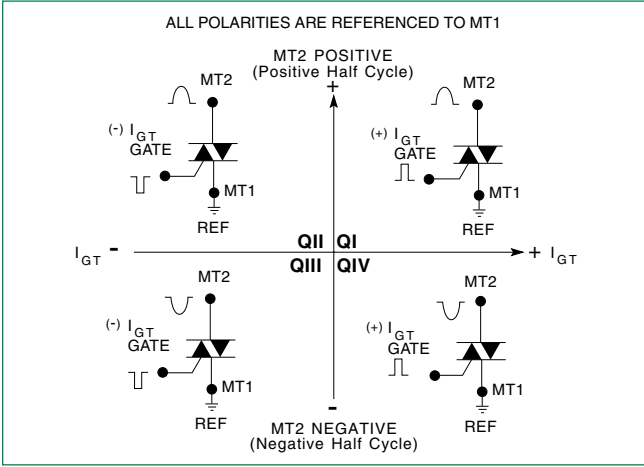 ALL POLARITIES ARE REFERENCED TO MT1
MT2 POSITIVE
(Positive Half Cycle)
+
MT2
(-) IGT
GATE
MT1
REF
MT2
(+) IGT
GATE
MT1
REF
IGT -
QII QI
QIII QIV
+ IGT
MT2
(-) IGT
GATE
MT1
REF
MT2
(+) IGT
GATE
MT1
REF
-
MT2 NEGATIVE
(Negative Half Cycle)